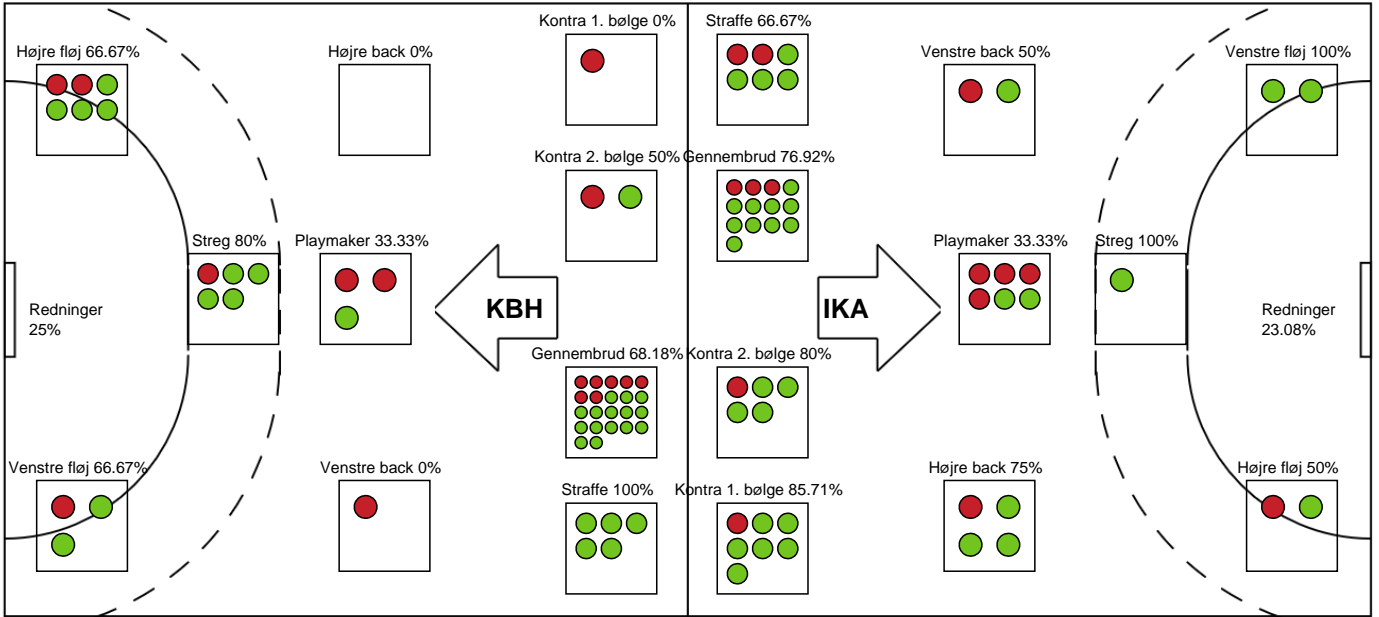 Kontra 1. bølge 0%
Straffe 66.67%
Højre fløj 66.67%
Højre back 0%
Venstre back 50%
Venstre fløj 100%
Kontra 2. bølge 50%
Gennembrud 76.92%
Streg 80%
Playmaker 33.33%
Playmaker 33.33%
Streg 100%
KBH
IKA
Redninger
25%
Redninger
23.08%
Gennembrud 68.18%
Kontra 2. bølge 80%
Venstre fløj 66.67%
Venstre back 0%
Straffe 100%
Kontra 1. bølge 85.71%
Højre back 75%
Højre fløj 50%